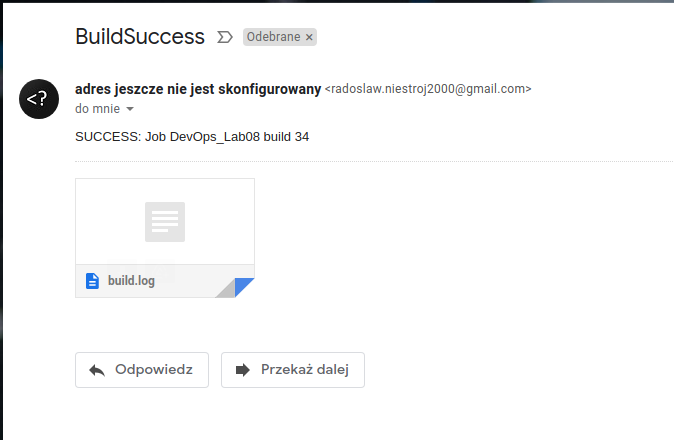 BuildSuccess Odebrane ×
<?
adres jeszcze nie jest skonfigurowany <radoslaw.niestroj2000@gmail.com>
do mnie
SUCCESS: Job DevOps_Lab08 build 34
build.log
Odpowiedz Przekaż dalej